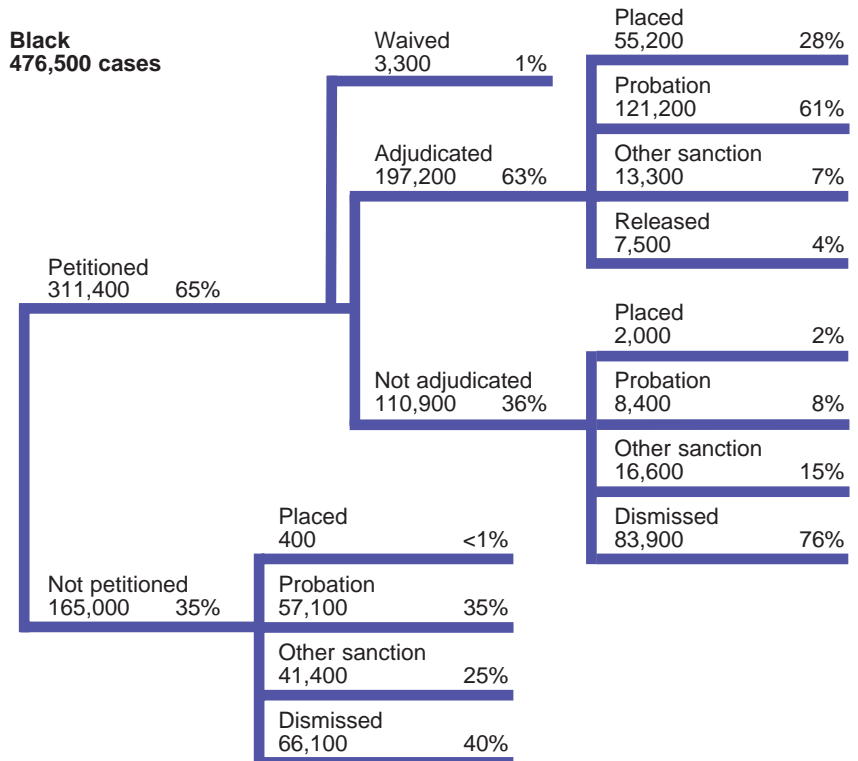 Black
476,500 cases
Waived
3,300 1%
Placed
55,200 28%
Probation
121,200 61%
Adjudicated
197,200 63%
Other sanction
13,300 7%
Released
7,500 4%
Petitioned
311,400 65%
Placed
2,000 2%
Not adjudicated
110,900 36%
Probation
8,400 8%
Other sanction
16,600 15%
Dismissed
83,900 76%
Placed
400 <1%
Not petitioned
165,000 35%
Probation
57,100 35%
Other sanction
41,400 25%
Dismissed
66,100 40%